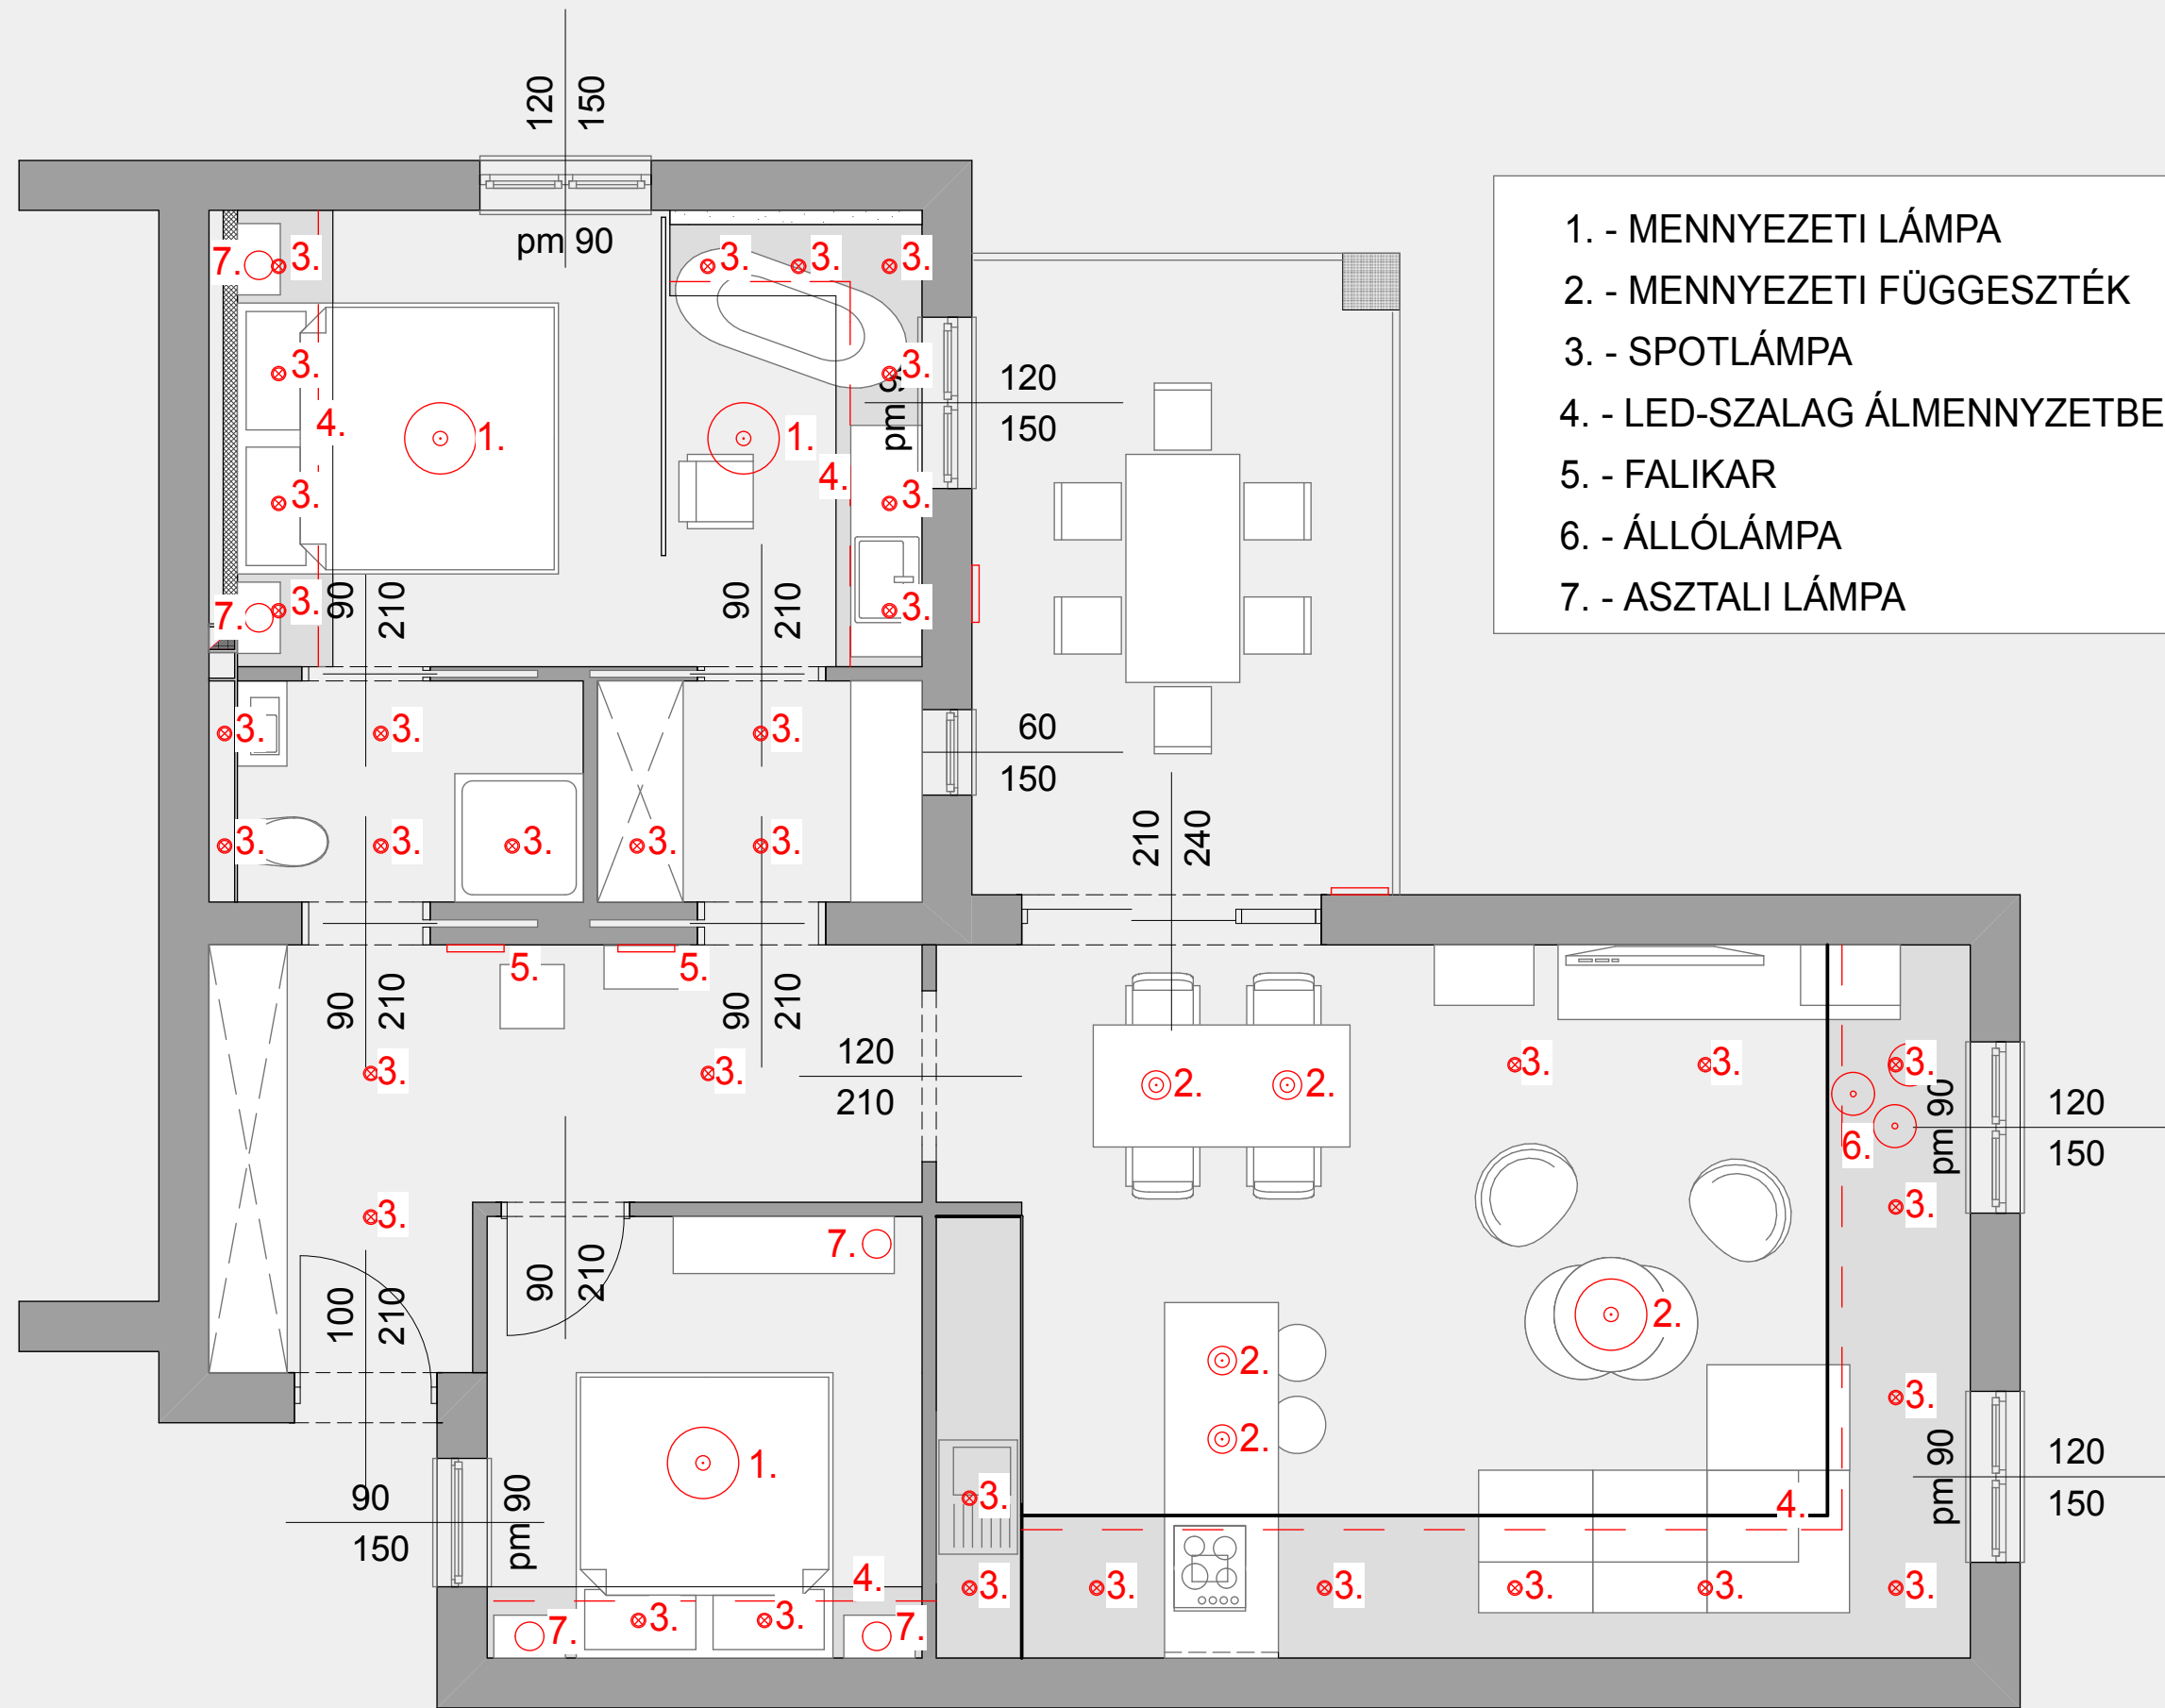 120
150
pm 90
1. - MENNYEZETI LÁMPA
2. - MENNYEZETI FÜGGESZTÉK
3. - SPOTLÁMPA
4. - LED-SZALAG ÁLMENNYZETBE
5. - FALIKAR
6. - ÁLLÓLÁMPA
7. - ASZTALI LÁMPA
7. 3. 3. 3. 3.
3. 3.
120
pm 9
150
4. 1. 1.
4.
3. 3.
7. 3. 3.
90 210
90 210
3. 3. 3.
60
150
3. 3. 3. 3. 3.
210 240
5. 5.
90 210
90 210
3. 3.
120
210
2. 2.
3. 3. 3.
pm 90
120
150
6.
3. 3.
7.
100 210
90 210
2.
2.
2.
3.
1.
90
150
pm 90
3.
4.
pm 90
120
150
4.
3. 3. 3. 3. 3. 3.
7. 3. 3. 7.